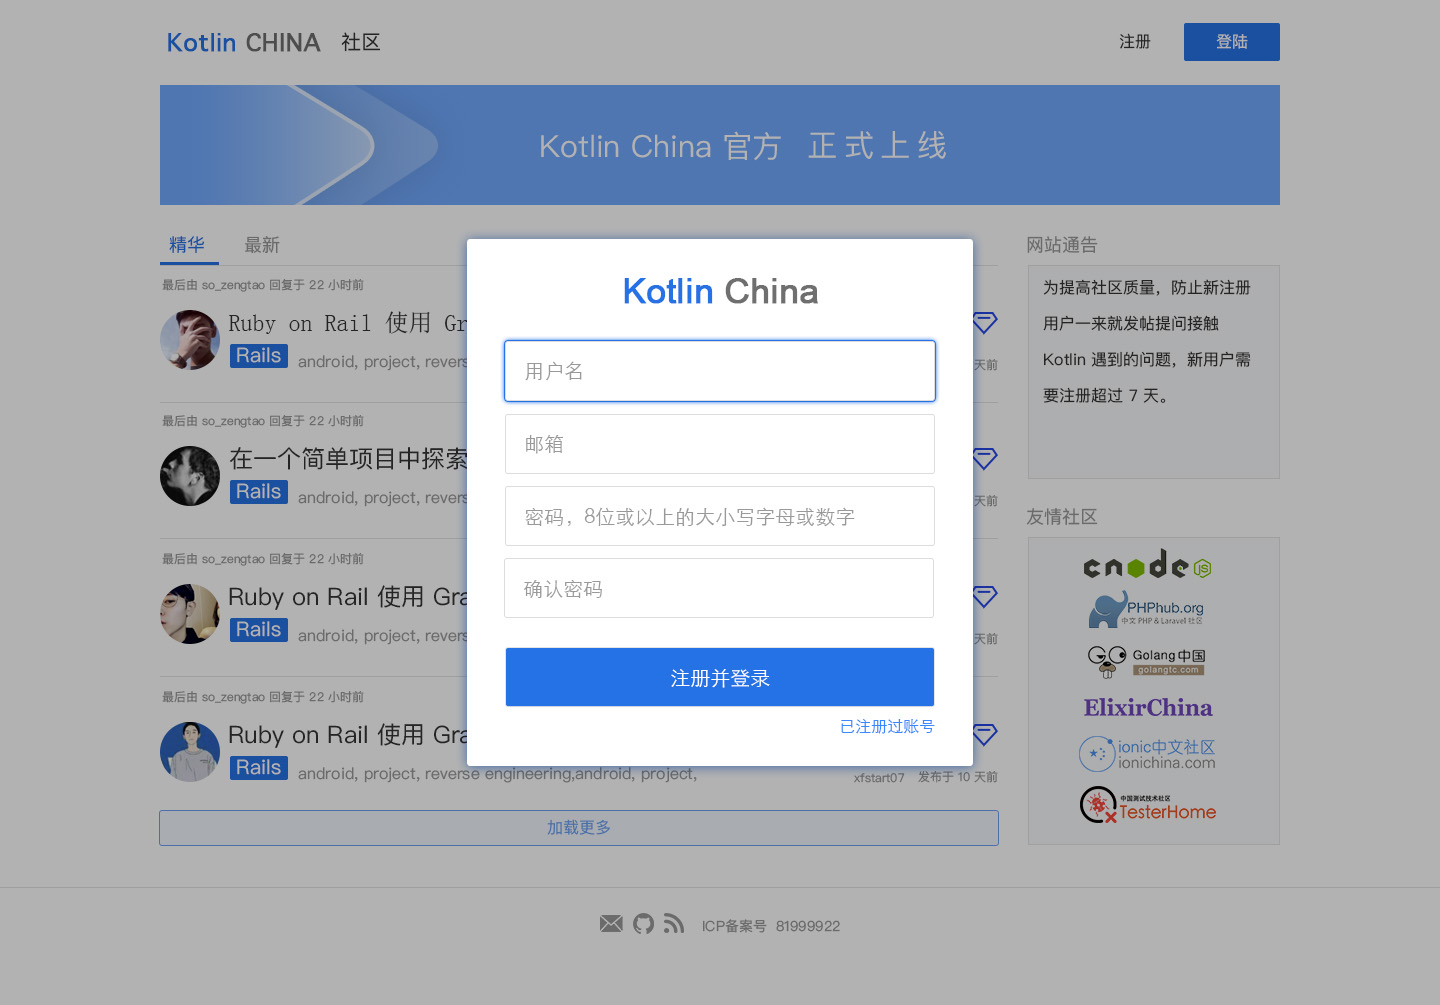 Kotlin CHINA 社区
注册
登陆
Kotlin China 官方 正式上线
精华
最新
网站通告
最后由 so_zengtao 回复于 22 小时前
Ruby on Rail 使用 Gr
Rails
android, project, revers
天前
最后由 so_zengtao 回复于 22 小时前
在一个简单项目中探索
Rails
android, project, revers
天前
最后由 so_zengtao 回复于 22 小时前
Ruby on Rail 使用 Gra
Rails
android, project, revers
天前
最后由 so_zengtao 回复于 22 小时前
Ruby on Rail 使用 Gra
Rails
android, project, reverse engineering,android, project,
xfstart07 发布于 10 天前
加载更多
Kotlin China
用户名
邮箱
密码，8位或以上的大小写字母或数字
确认密码
注册并登录
已注册过账号
为提高社区质量，防止新注册
用户一来就发帖提问接触
Kotlin 遇到的问题，新用户需
要注册超过 7 天。
友情社区
cnode JS
PHPhub.org
中文 PHP & Laravel 社区
Golang 中国
golangtc.com
ElixirChina
ionic中文社区
ionichina.com
中国测试技术社区
TesterHome
ICP备案号 81999922